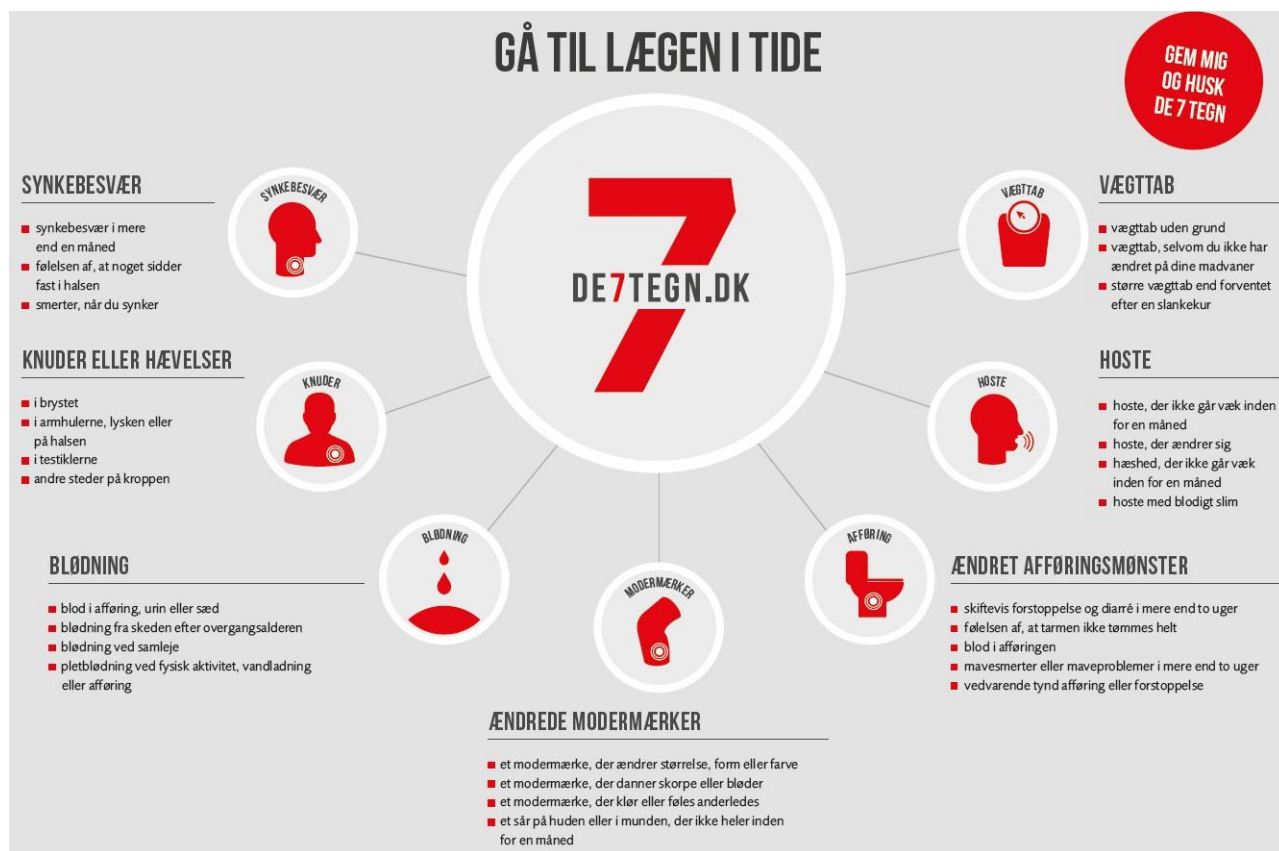 GÅ TIL LÆGEN I TIDE
GEM MIG
OG HUSK
DE 7 TEGN
7
DE7TEGN.DK
SYNKEBESVÆR
synkebesvær i mere
end en måned
følelsen af, at noget sidder
fast i halsen
smerter, når du synker
SYNKEBESVÆR
KNUDER ELLER HÆVELSER
i brystet
i armhulerne, lysken eller
på halsen
i testiklerne
andre steder på kroppen
KNUDER
BLØDNING
blod i afføring, urin eller sæd
blødning fra skeden efter overgangsalderen
blødning ved samleje
pletblødning ved fysisk aktivitet, vandladning
eller afføring
BLØDNING
MODERMÆRKER
ÆNDREDE MODERMÆRKER
et modermærke, der ændrer størrelse, form eller farve
et modermærke, der danner skorpe eller bløder
et modermærke, der klør eller føles anderledes
et sår på huden eller i munden, der ikke heler inden
for en måned
AFFØRING
ÆNDRET AFFØRINGSMØNSTER
skiftevis forstoppelse og diarré i mere end to uger
følelsen af, at tarmen ikke tømmes helt
blod i afføringen
mavesmerter eller maveproblemer i mere end to uger
vedvarende tynd afføring eller forstoppelse
HOSTE
HOSTE
hoste, der ikke går væk inden
for en måned
hoste, der ændrer sig
hæshed, der ikke går væk
inden for en måned
hoste med blodigt slim
VÆGTTAB
VÆGTTAB
vægttab uden grund
vægttab, selvom du ikke har
ændret på dine madvaner
større vægttab end forventet
efter en slankekur